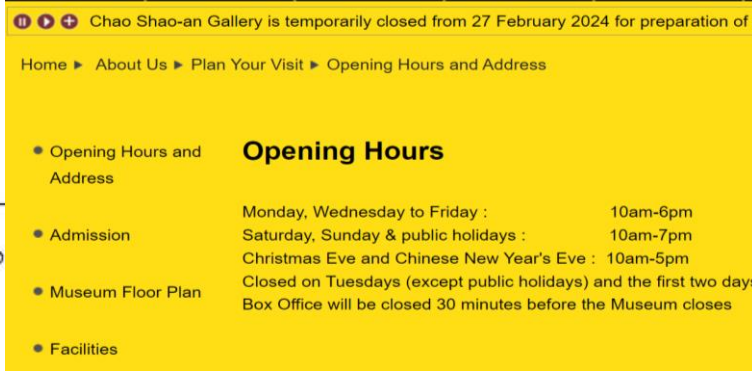 Chao Shao-an Gallery is temporarily closed from 27 February 2024 for preparation of
Home ▶ About Us ▶ Plan Your Visit ▶ Opening Hours and Address
Opening Hours and
Address
Admission
Museum Floor Plan
Facilities
Opening Hours
Monday, Wednesday to Friday : 10am-6pm
Saturday, Sunday & public holidays : 10am-7pm
Christmas Eve and Chinese New Year's Eve : 10am-5pm
Closed on Tuesdays (except public holidays) and the first two days
Box Office will be closed 30 minutes before the Museum closes